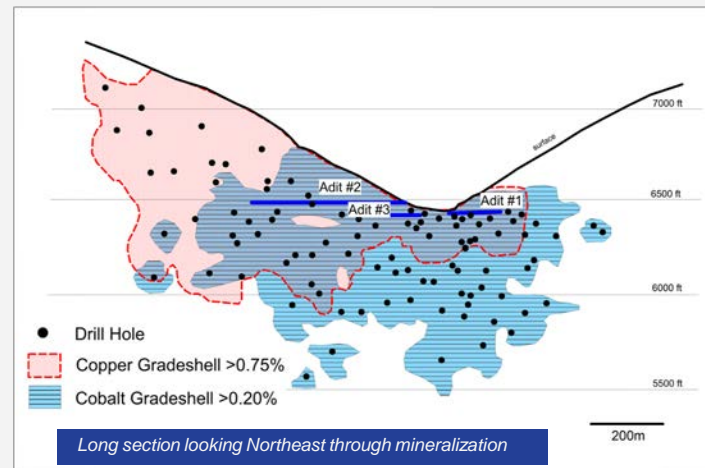 7000 ft
surface
Adit #2
6500 ft
Adit #1
Adit #3
6000 ft
Drill Hole
Copper Gradeshell >0.75%
Cobalt Gradeshell >0.20%
5500 ft
200m
Long section looking Northeast through mineralization